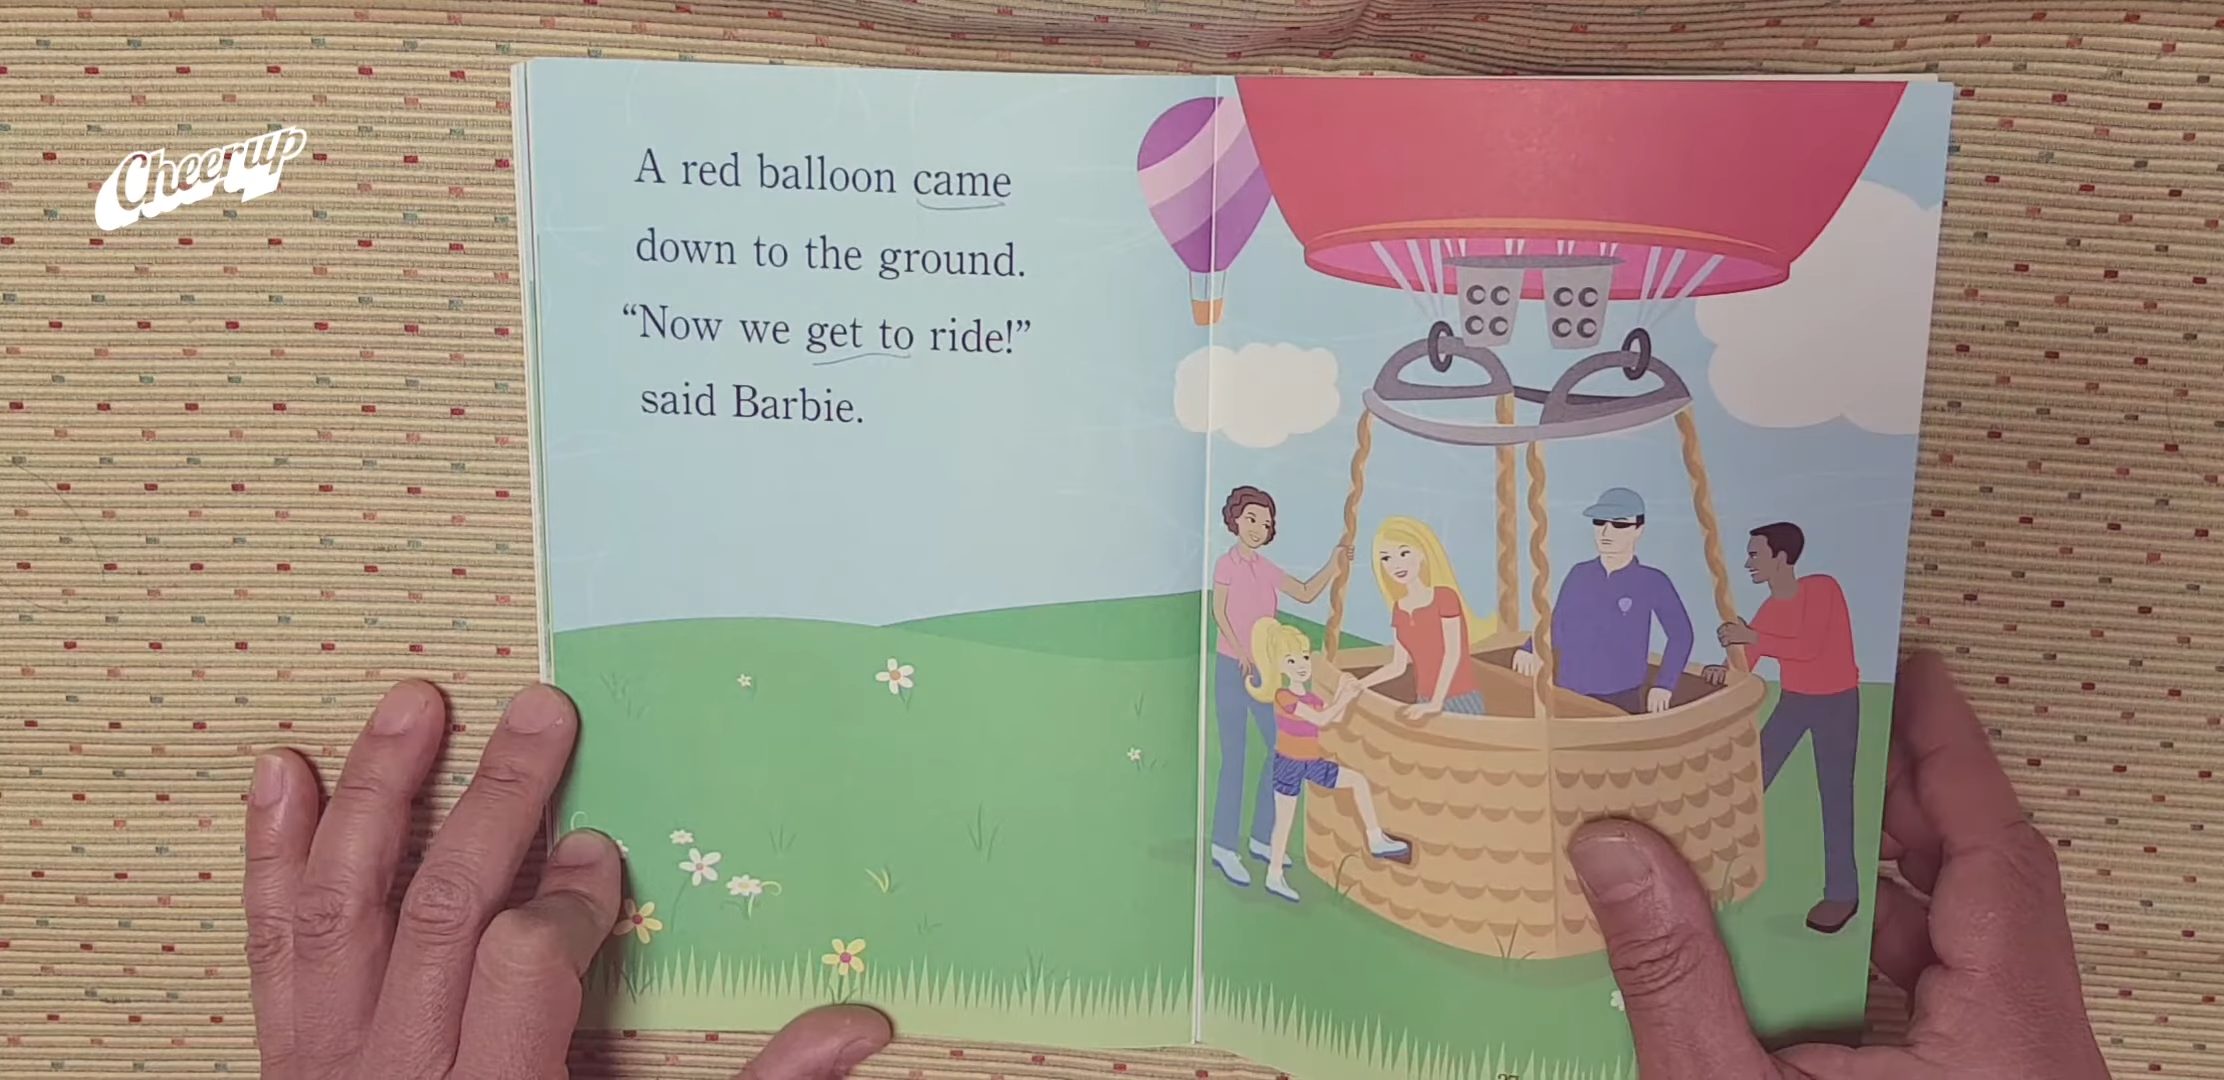 Cheerup
A red balloon came
down to the ground.
“Now we get to ride!”
said Barbie.